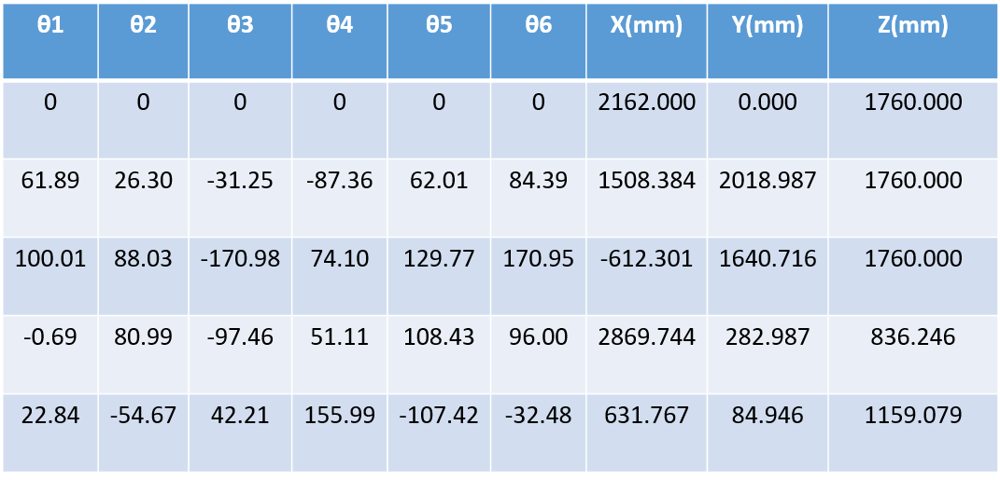 θ1 θ2 θ3 θ4 θ5 θ6 X(mm) Y(mm) Z(mm)
0 0 0 0 0 0 2162.000 0.000 1760.000
61.89 26.30 -31.25 -87.36 62.01 84.39 1508.384 2018.987 1760.000
100.01 88.03 -170.98 74.10 129.77 170.95 -612.301 1640.716 1760.000
-0.69 80.99 -97.46 51.11 108.43 96.00 2869.744 282.987 836.246
22.84 -54.67 42.21 155.99 -107.42 -32.48 631.767 84.946 1159.079